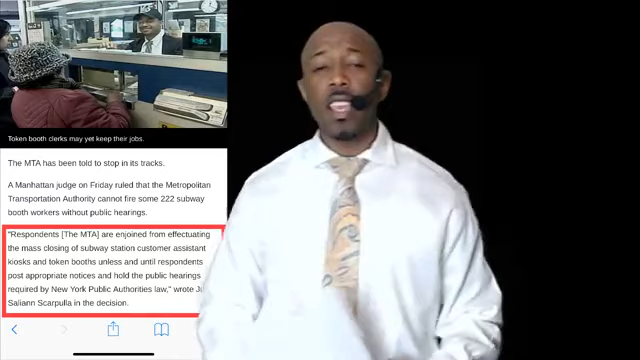 Token booth clerks may yet keep their jobs.
The MTA has been told to stop in its tracks.
A Manhattan judge on Friday ruled that the Metropolitan
Transportation Authority cannot fire some 222 subway
booth workers without public hearings.
"Respondents [The MTA] are enjoined from effectuating
the mass closing of subway station customer assistant
kiosks and token booths unless and until respondents
post appropriate notices and hold the public hearings
required by New York Public Authorities law," wrote
Saliann Scarpulla in the decision.